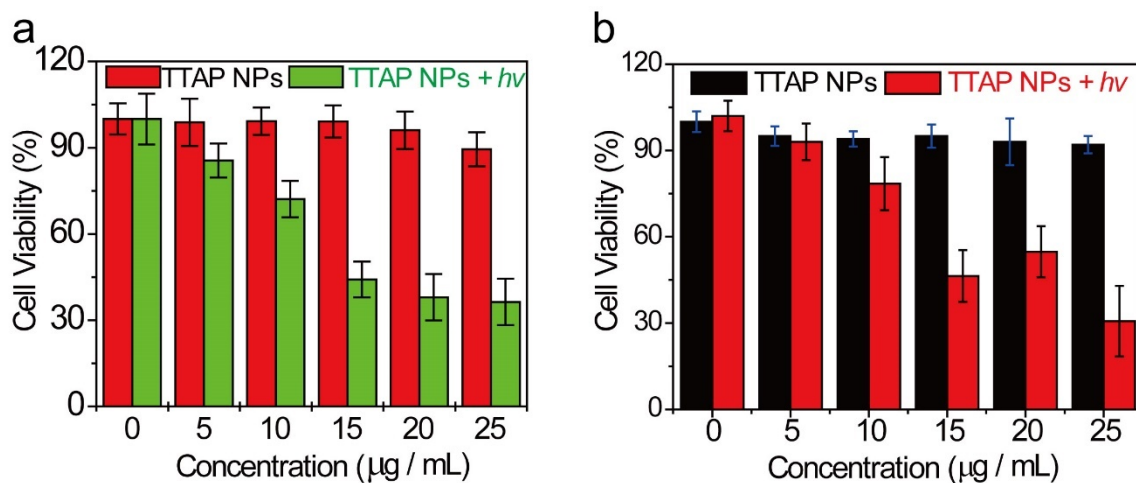 a
120
90
60
30
0
Cell Viability (%)
TTAP NPs
TTAP NPs + hv
0 5 10 15 20 25
Concentration (µg / mL)
b
120
90
60
30
0
Cell Viability (%)
TTAP NPs
TTAP NPs + hv
0 5 10 15 20 25
Concentration (µg / mL)